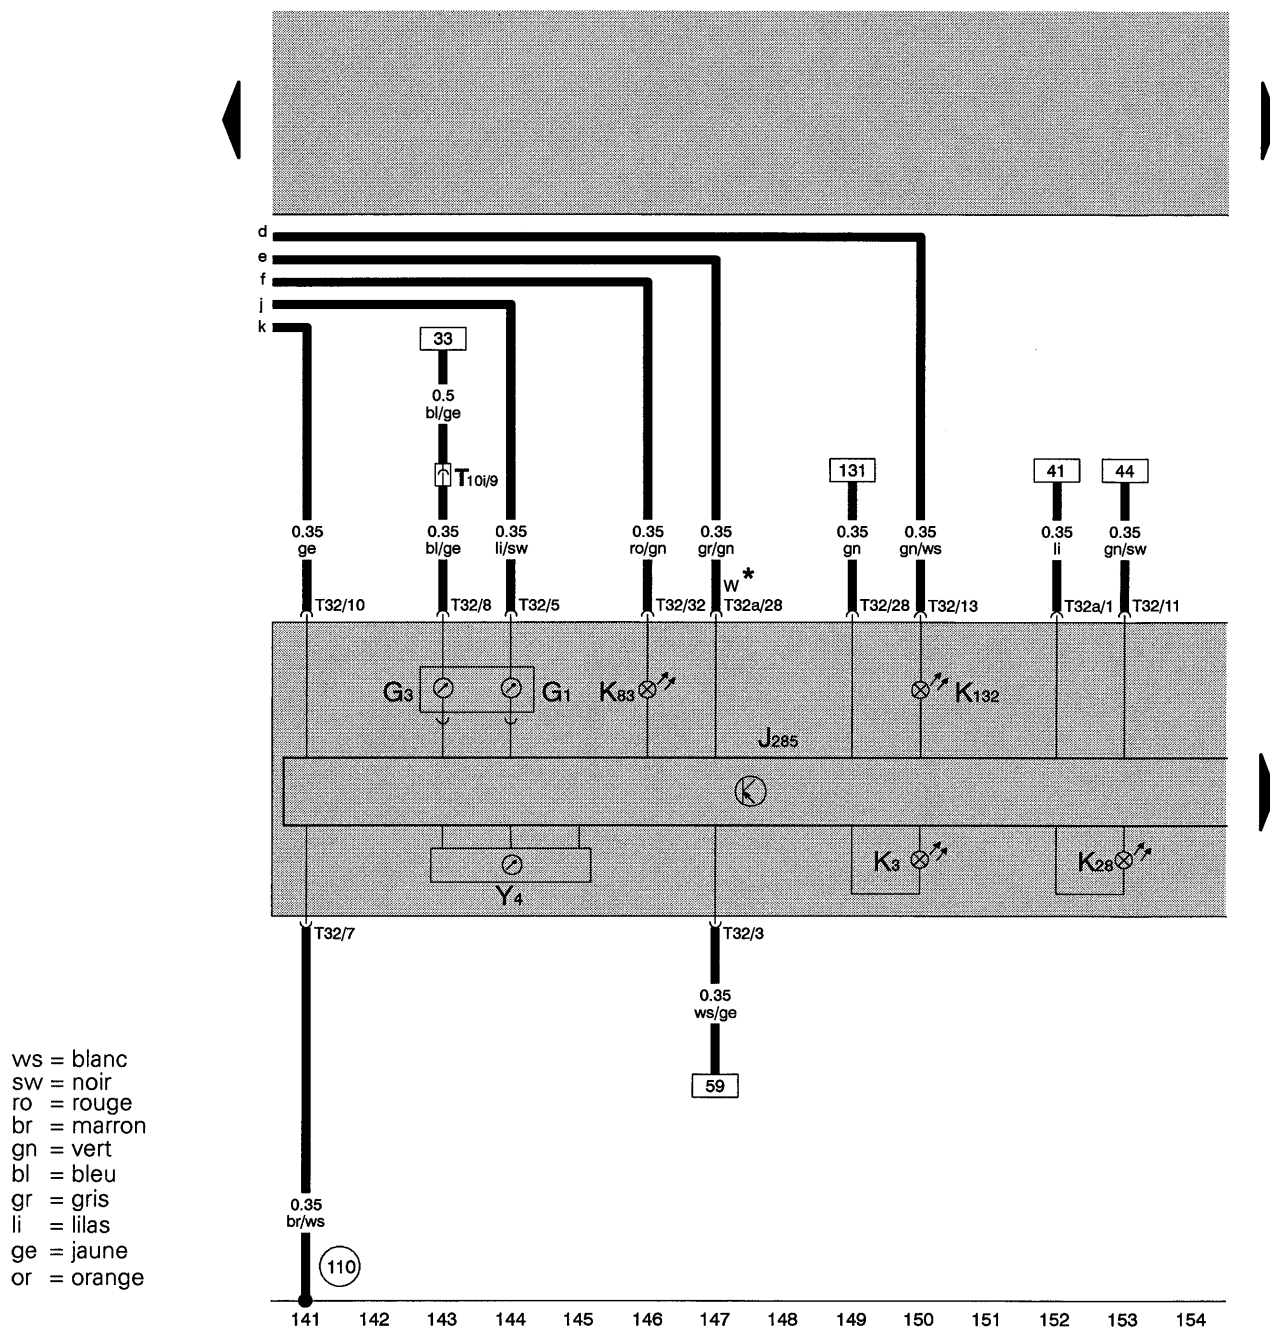 d
e
f
j
k
33
0.5
bl/ge
T10i/9
131
41
44
0.35 0.35 0.35 0.35 0.35 0.35 0.35 0.35 0.35
ge bl/ge li/sw ro/gn gr/gn gn gn/ws li gn/sw
W *
T32/10 T32/8 T32/5 T32/32 T32a/28 T32/28 T32/13 T32a/1 T32/11
G3 G1 K83 K132
J285
K3 K28
Y4
T32/7 T32/3
0.35
ws/ge
59
ws = blanc
sw = noir
ro = rouge
br = marron
gn = vert
bl = bleu
gr = gris
li = lilas
ge = jaune
or = orange
0.35
br/ws
110
141 142 143 144 145 146 147 148 149 150 151 152 153 154